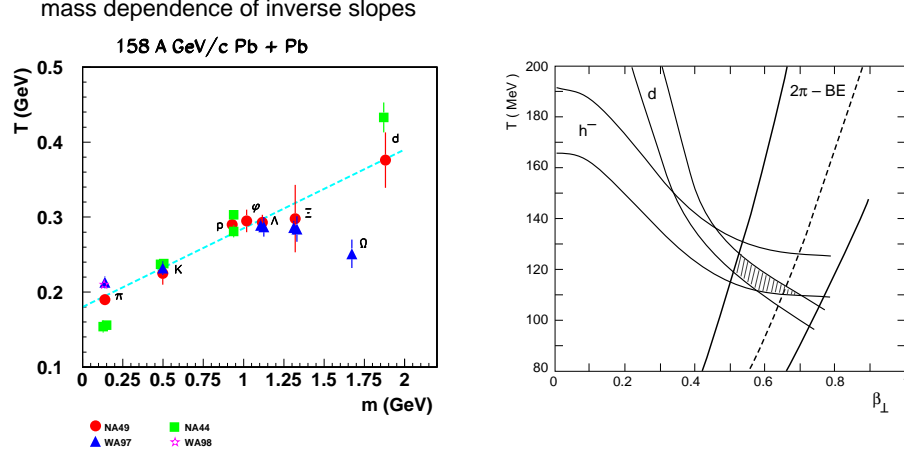 mass dependence of inverse slopes
158 A GeV/c Pb + Pb
T (GeV)
0.5
0.4
0.3
0.2
0.1
π
K
p
φ
Λ
Ξ
Ω
d
0 0.25 0.5 0.75 1 1.25 1.5 1.75 2
m (GeV)
NA49 NA44
WA97 WA98
T (MeV)
200
180
160
140
120
100
80
h⁻
d
2π – BE
0 0.2 0.4 0.6 0.8
β⊥